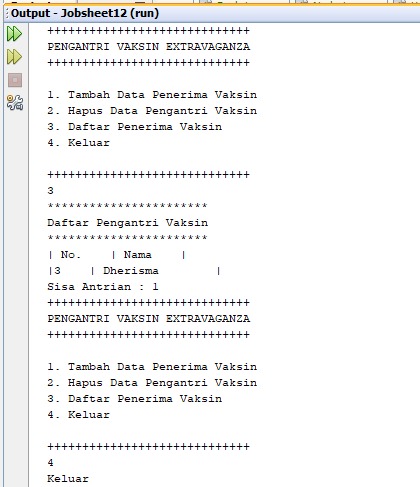 Output - Jobsheet12 (run)
+++++++++++++++++++++++++++++
PENGANTRI VAKSIN EXTRAVAGANZA
+++++++++++++++++++++++++++++
1. Tambah Data Penerima Vaksin
2. Hapus Data Pengantri Vaksin
3. Daftar Penerima Vaksin
4. Keluar
+++++++++++++++++++++++++++++
3
***********************
Daftar Pengantri Vaksin
***********************
| No.    | Nama    |
|3    | Dherisma        |
Sisa Antrian : 1
+++++++++++++++++++++++++++++
PENGANTRI VAKSIN EXTRAVAGANZA
+++++++++++++++++++++++++++++
1. Tambah Data Penerima Vaksin
2. Hapus Data Pengantri Vaksin
3. Daftar Penerima Vaksin
4. Keluar
+++++++++++++++++++++++++++++
4
Keluar